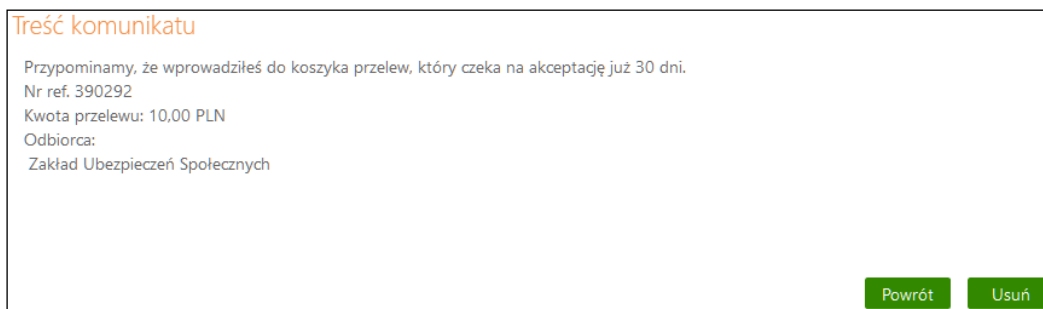 Treść komunikatu
Przypominamy, że wprowadziłeś do koszyka przelew, który czeka na akceptację już 30 dni.
Nr ref. 390292
Kwota przelewu: 10,00 PLN
Odbiorca:
Zakład Ubezpieczeń Społecznych
Powrót Usuń